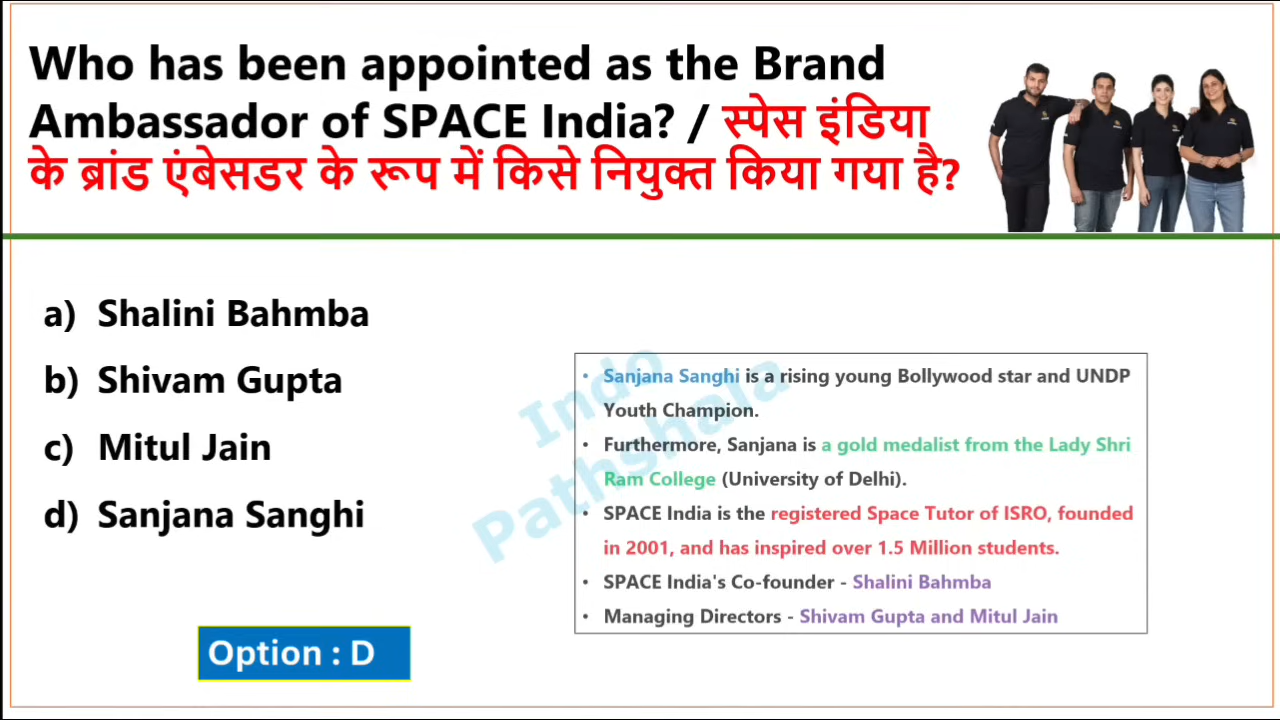 Who has been appointed as the Brand
Ambassador of SPACE India? / स्पेस इंडिया
के ब्रांड एंबेसडर के रूप में किसे नियुक्त किया गया है?
a) Shalini Bahmba
b) Shivam Gupta
c) Mitul Jain
d) Sanjana Sanghi
Option : D
Indo
Pathshala
• Sanjana Sanghi is a rising young Bollywood star and UNDP
Youth Champion.
• Furthermore, Sanjana is a gold medalist from the Lady Shri
Ram College (University of Delhi).
• SPACE India is the registered Space Tutor of ISRO, founded
in 2001, and has inspired over 1.5 Million students.
• SPACE India's Co-founder - Shalini Bahmba
• Managing Directors - Shivam Gupta and Mitul Jain